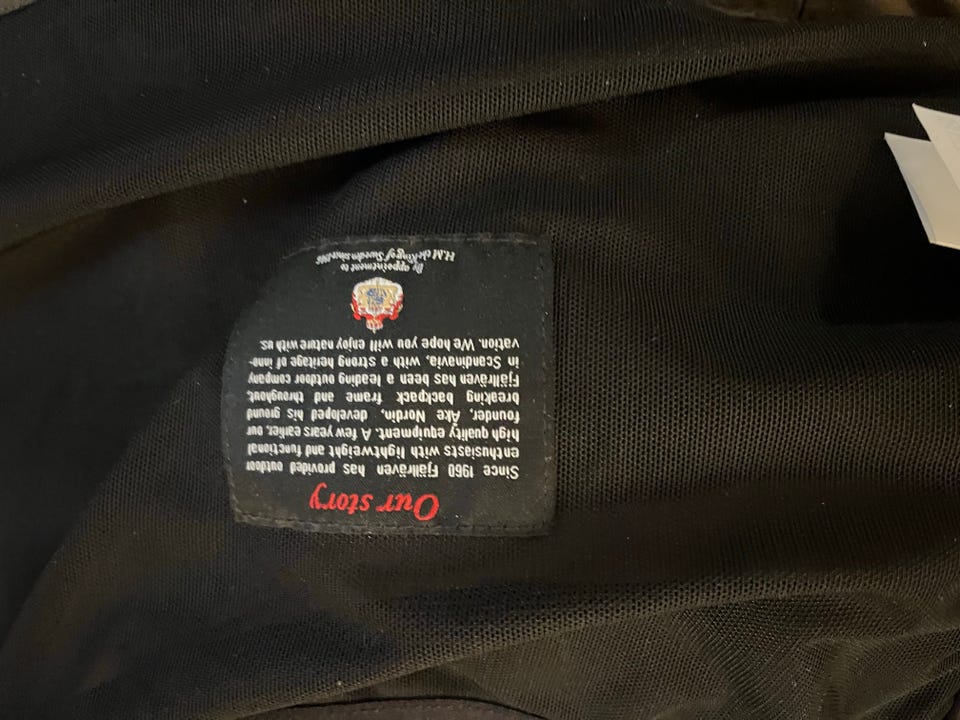 Our story
Since 1960 Fjällräven has provided outdoor
enthusiasts with lightweight and functional
high quality equipment. A few years earlier, our
founder, Åke Nordin, developed his ground
breaking backpack frame and throughout,
Fjällräven has been a leading outdoor company
in Scandinavia, with a strong heritage of inno-
vation. We hope you will enjoy nature with us.
By appointment to
H.M the King of Sweden since